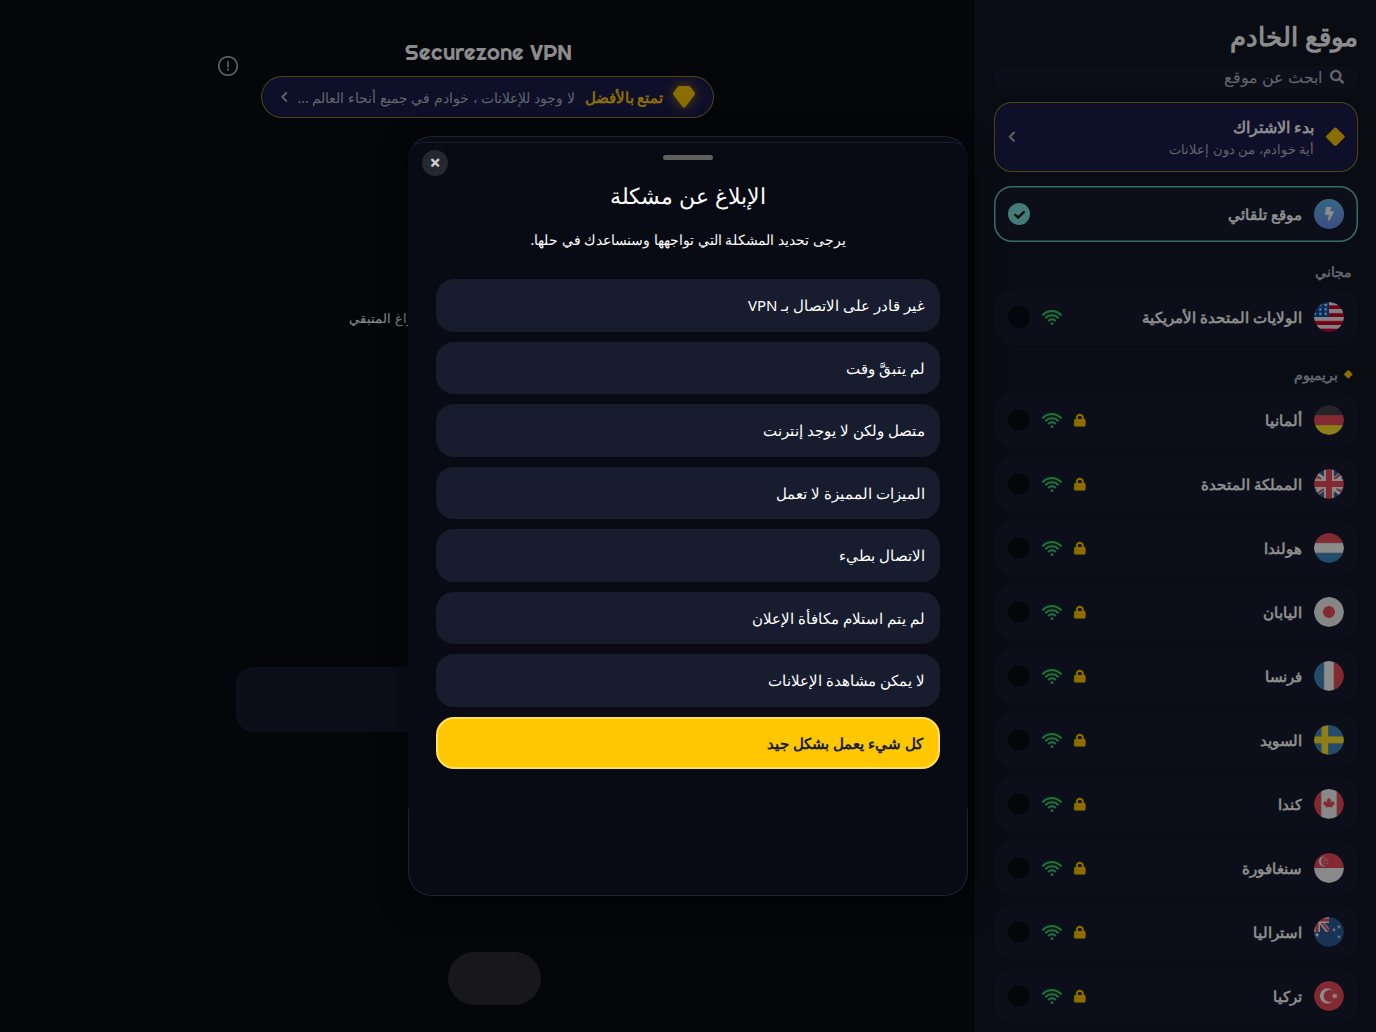 موقع الخادم
ابحث عن موقع
بدء الاشتراك
أية خوادم، من دون إعلانات
موقع تلقائي
مجاني
الولايات المتحدة الأمريكية
بريميوم
ألمانيا
المملكة المتحدة
هولندا
اليابان
فرنسا
السويد
كندا
سنغافورة
استراليا
تركيا
Securezone VPN
تمتع بالأفضل لا وجود للإعلانات ، خوادم في جميع أنحاء العالم ...
المتبقي
الإبلاغ عن مشكلة
يرجى تحديد المشكلة التي تواجهها وسنساعدك في حلها.
غير قادر على الاتصال بـ VPN
لم يتبقَّ وقت
متصل ولكن لا يوجد إنترنت
الميزات المميزة لا تعمل
الاتصال بطيء
لم يتم استلام مكافأة الإعلان
لا يمكن مشاهدة الإعلانات
كل شيء يعمل بشكل جيد